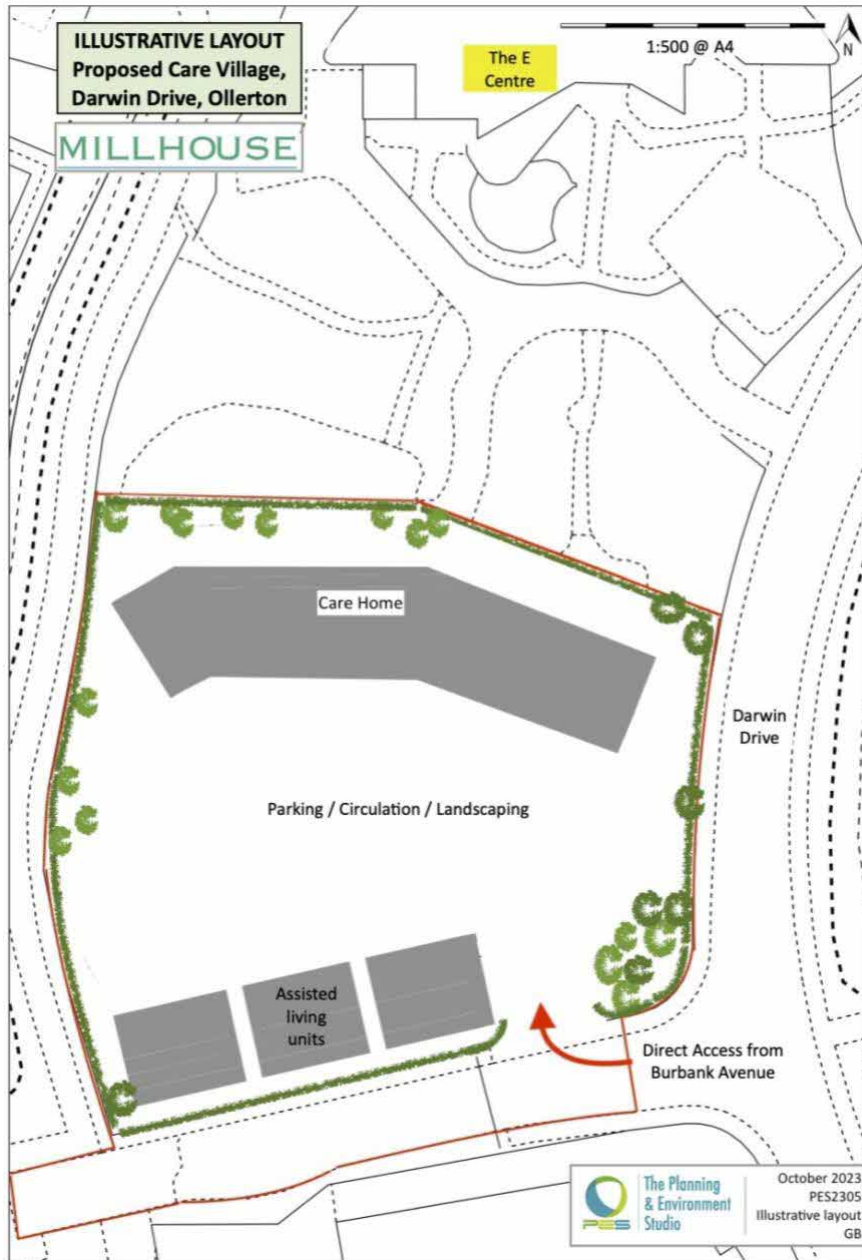 ILLUSTRATIVE LAYOUT
Proposed Care Village,
Darwin Drive, Ollerton
MILLHOUSE
The E
Centre
1:500 @ A4
N
Care Home
Darwin
Drive
Parking / Circulation / Landscaping
Assisted
living
units
Direct Access from
Burbank Avenue
PES
The Planning
& Environment
Studio
October 2023
PES2305
Illustrative layout
GB